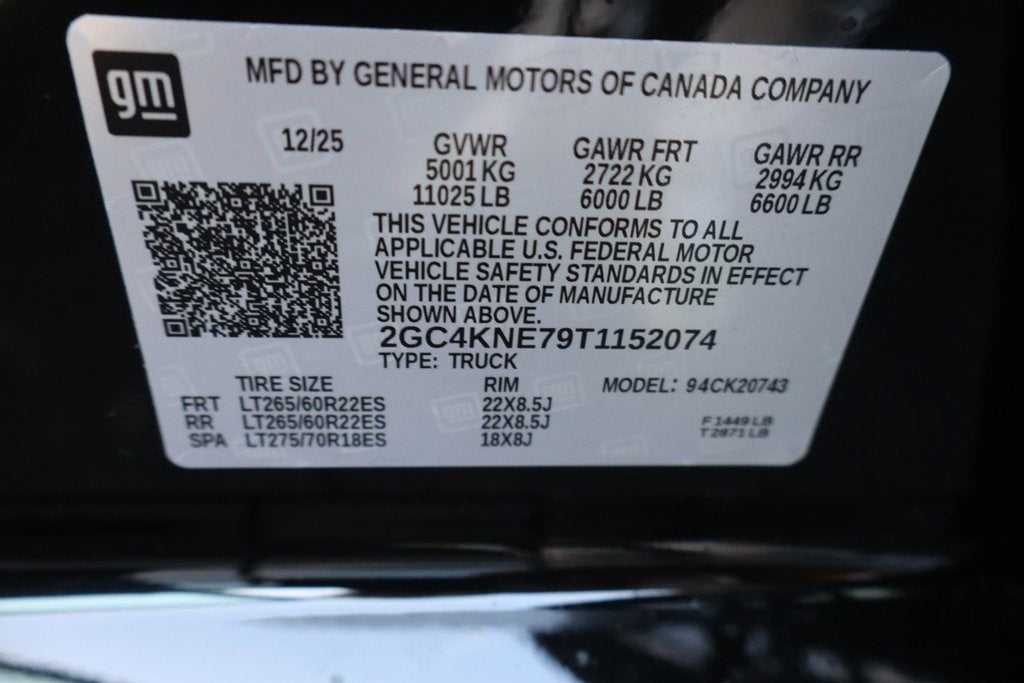 gm
MFD BY GENERAL MOTORS OF CANADA COMPANY
12/25 GVWR GAWR FRT GAWR RR
5001 KG 2722 KG 2994 KG
11025 LB 6000 LB 6600 LB
THIS VEHICLE CONFORMS TO ALL
APPLICABLE U.S. FEDERAL MOTOR
VEHICLE SAFETY STANDARDS IN EFFECT
ON THE DATE OF MANUFACTURE
SHOWN ABOVE.
2GC4KNE79T1152074
TYPE: TRUCK
TIRE SIZE RIM MODEL: 94CK20743
FRT LT265/60R22ES 22X8.5J
RR LT265/60R22ES 22X8.5J F1449 LB
SPA LT275/70R18ES 18X8J T2871 LB